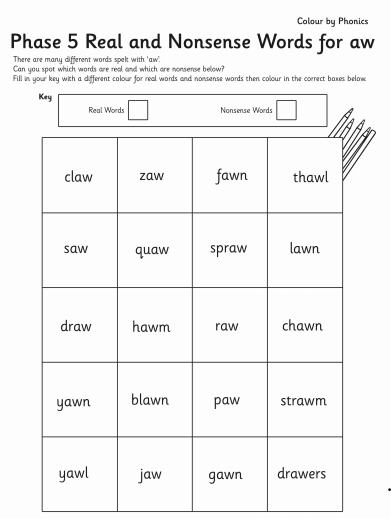 Colour by Phonics
Phase 5 Real and Nonsense Words for aw
There are many different words spelt with 'aw'.
Can you spot which words are real and which are nonsense below?
Fill in your key with a different colour for real words and nonsense words then colour in the correct boxes below.
Key
Real Words Nonsense Words
claw zaw fawn thawl
saw quaw spraw lawn
draw hawm raw chawn
yawn blawn paw strawm
yawl jaw gawn drawers